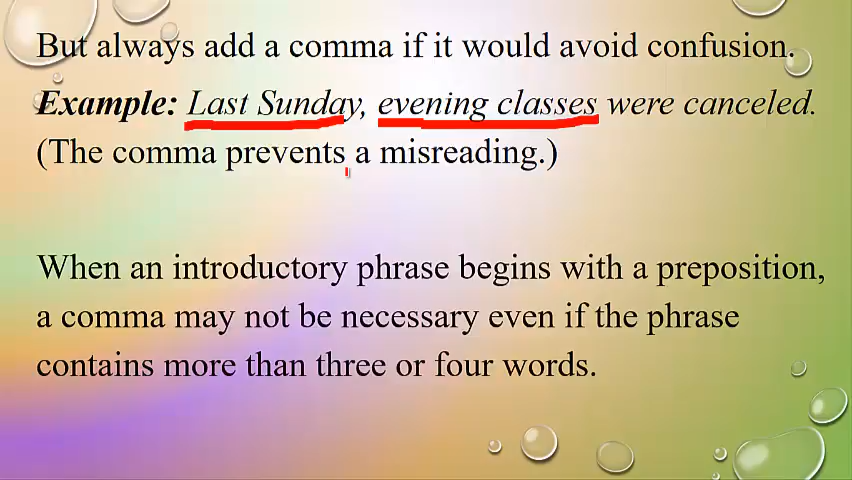 But always add a comma if it would avoid confusion.
Example: Last Sunday, evening classes were canceled.
(The comma prevents a misreading.)
When an introductory phrase begins with a preposition,
a comma may not be necessary even if the phrase
contains more than three or four words.